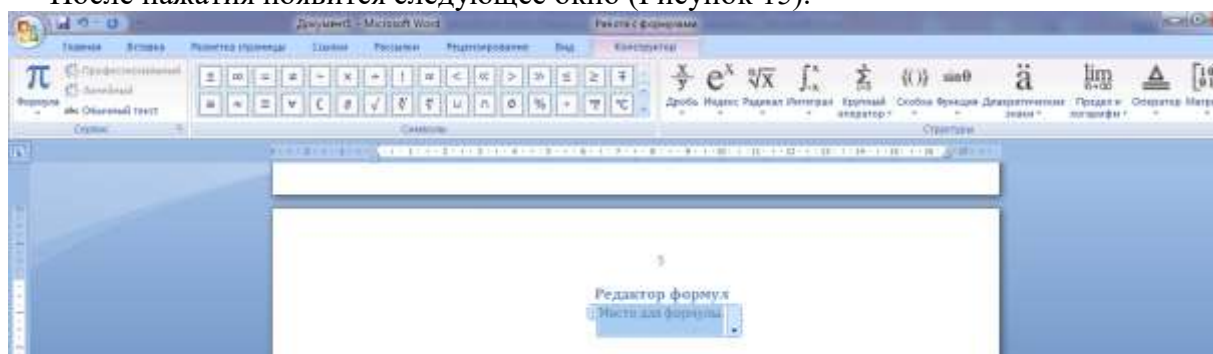 После нажатия появится следующее окно (Рисунок 13).
Документ1 - Microsoft Word
Работа с формулами
Главная Вставка Разметка страницы Ссылки Рассылки Рецензирование Вид Конструктор
π
Профессиональный
Линейный
abc Обычный текст
Формула
Дробь Индекс Радикал Интеграл Крупный оператор Скобка Функция Диакритические знаки Предел и логарифм Оператор
Сервис Символы Структуры
5
Редактор формул
Место для формулы.